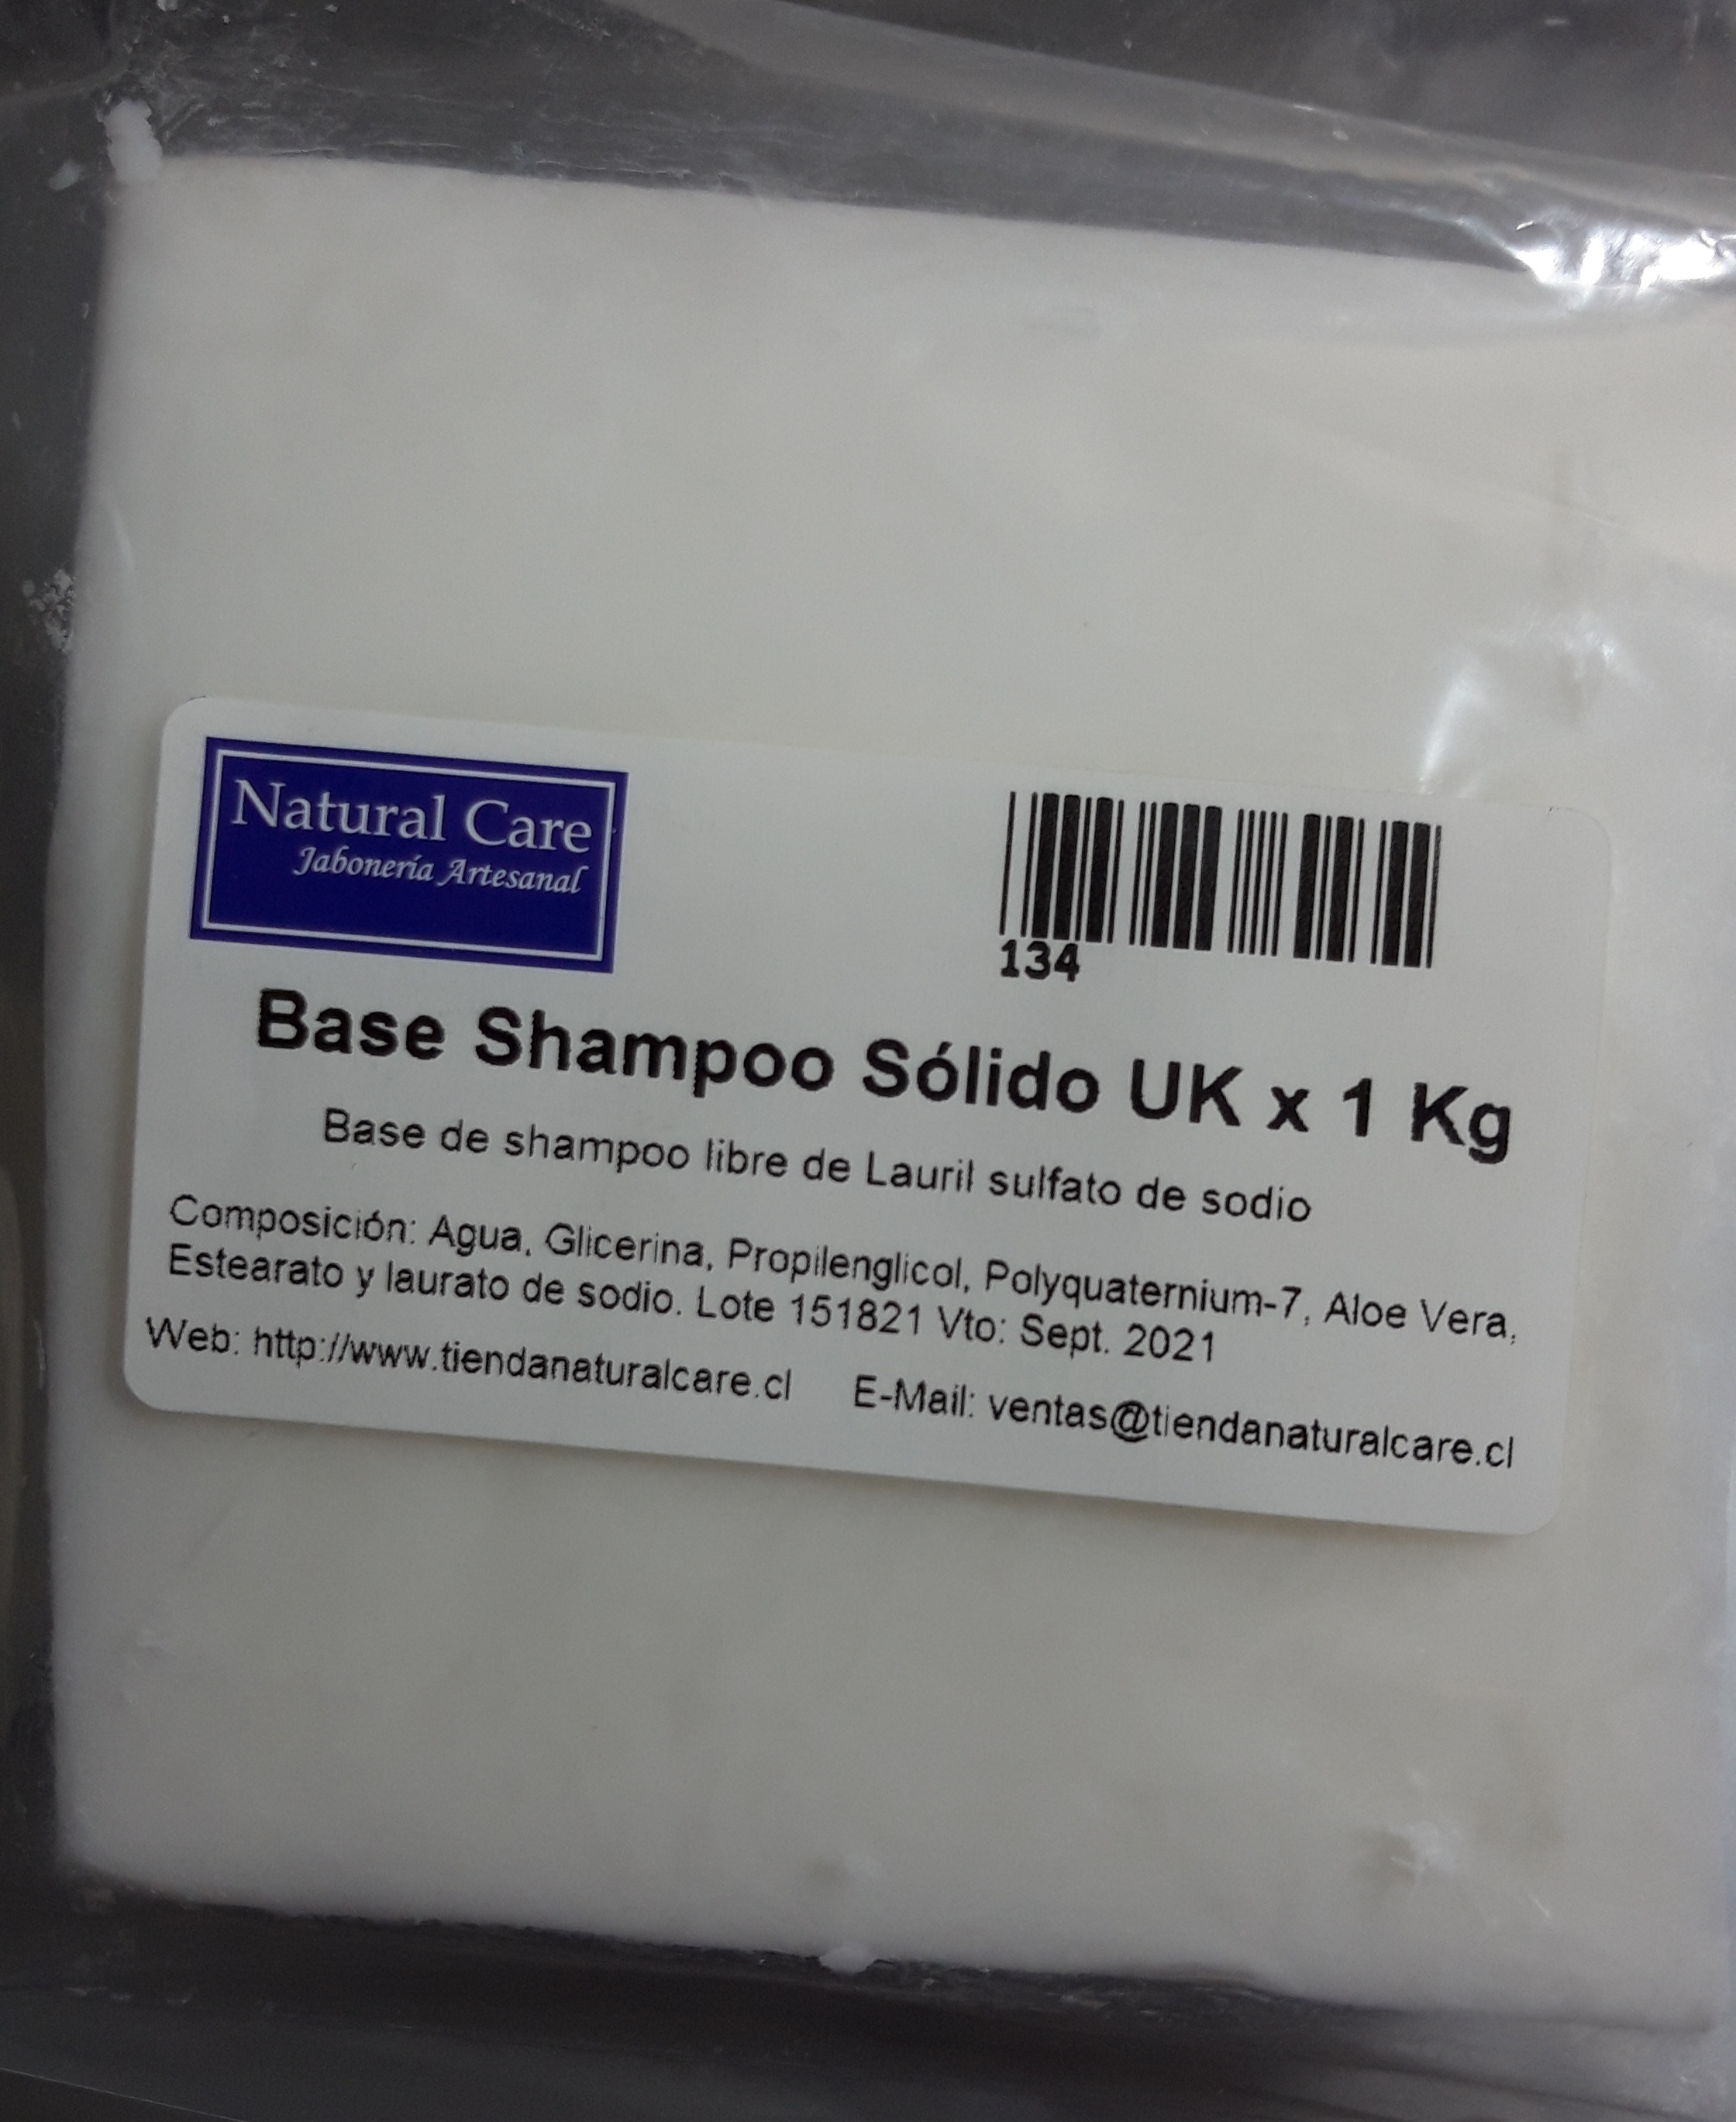 Natural Care
Jabonería Artesanal
134
Base Shampoo Sólido UK x 1 Kg
Base de shampoo libre de Lauril sulfato de sodio
Composición: Agua, Glicerina, Propilenglicol, Polyquaternium-7, Aloe Vera,
Estearato y laurato de sodio. Lote 151821 Vto: Sept. 2021
Web: http://www.tiendanaturalcare.cl E-Mail: ventas@tiendanaturalcare.cl